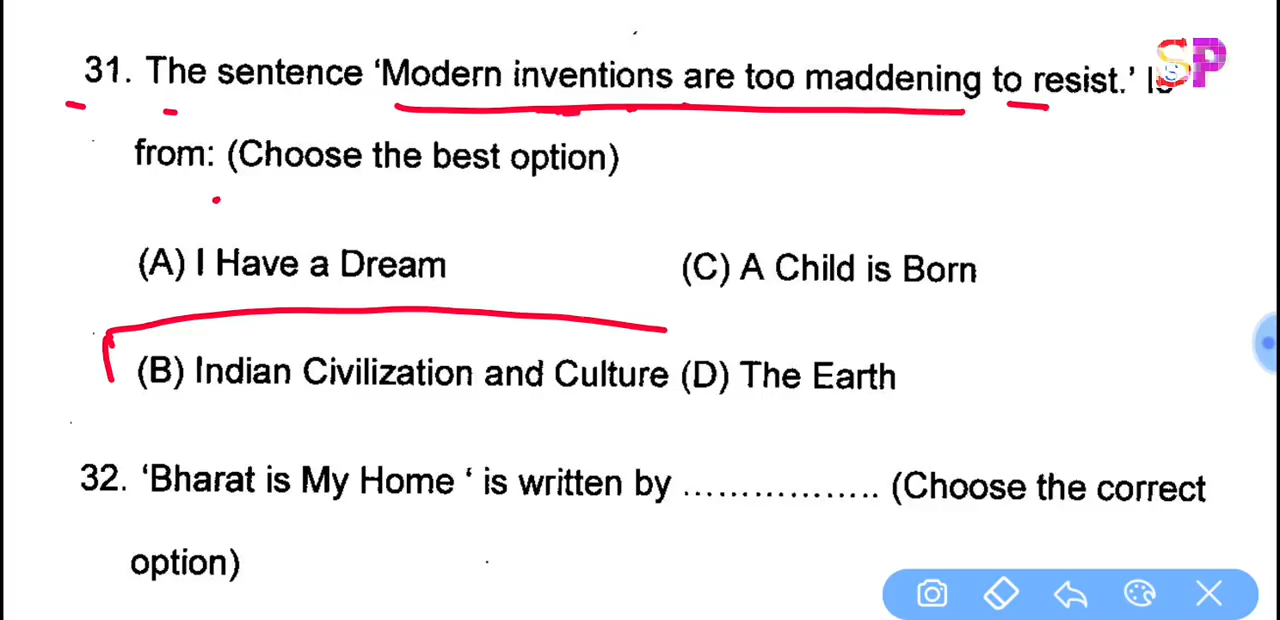 SP
31. The sentence ‘Modern inventions are too maddening to resist.’ Is
from: (Choose the best option)
(A) I Have a Dream (C) A Child is Born
(B) Indian Civilization and Culture (D) The Earth
32. ‘Bharat is My Home ‘ is written by ................. (Choose the correct
option)